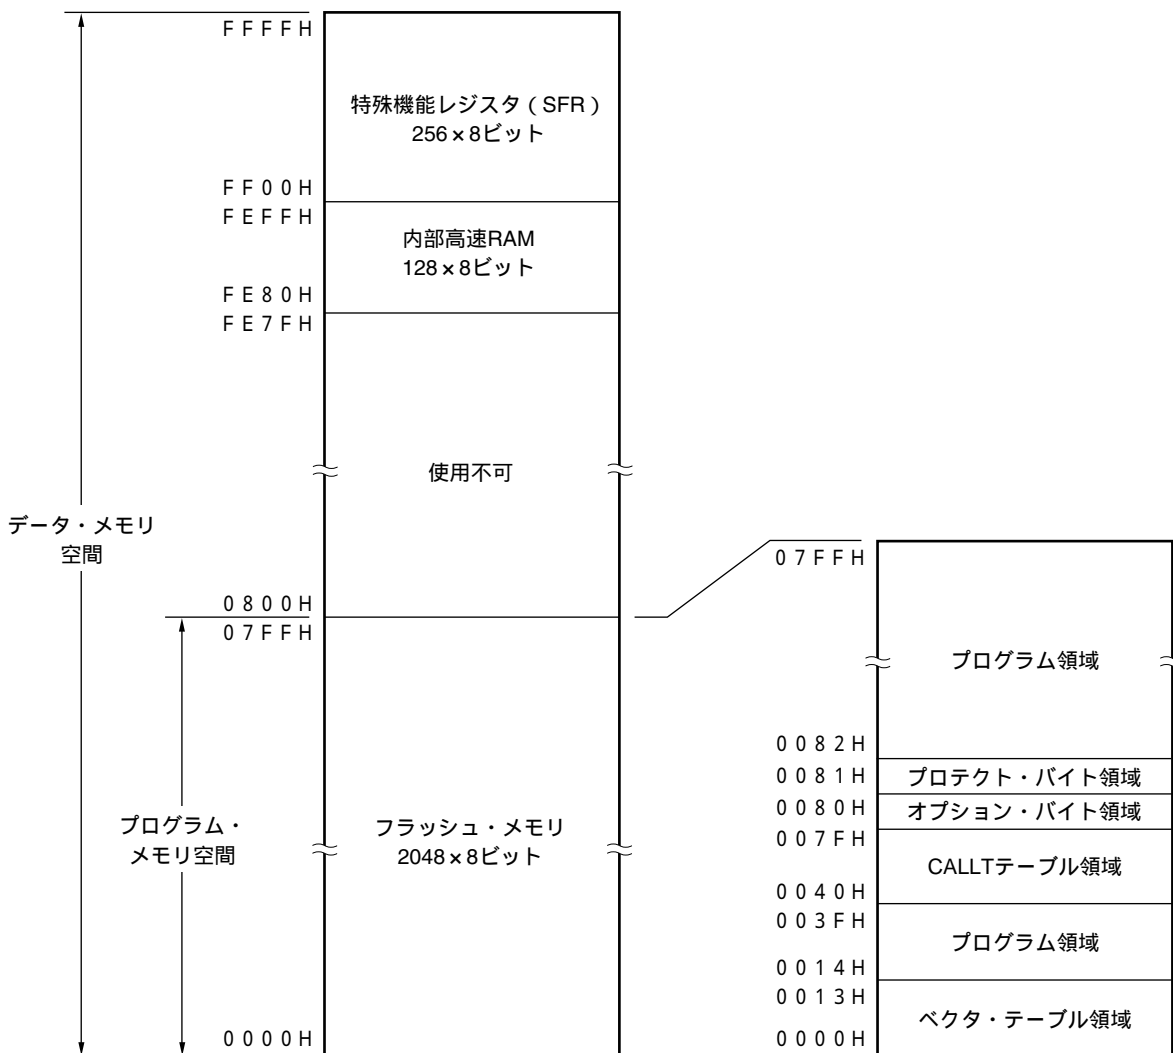 FFFFH
特殊機能レジスタ（SFR）
256×8ビット
FF00H
FEFFH
内部高速RAM
128×8ビット
FE80H
FE7FH
使用不可
データ・メモリ
空間
0800H
07FFH
プログラム・
メモリ空間
フラッシュ・メモリ
2048×8ビット
0000H
07FFH
プログラム領域
0082H
0081H
プロテクト・バイト領域
0080H
オプション・バイト領域
007FH
CALLTテーブル領域
0040H
003FH
プログラム領域
0014H
0013H
ベクタ・テーブル領域
0000H